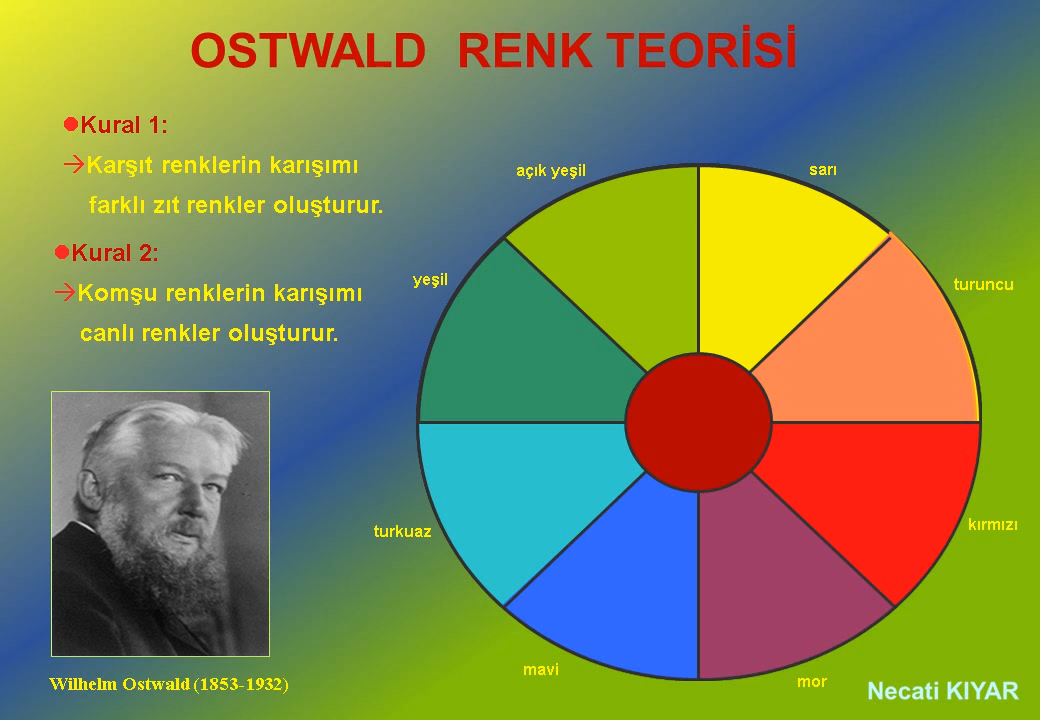 OSTWALD RENK TEORİSİ
Kural 1:
→Karşıt renklerin karışımı
farklı zıt renkler oluşturur.
Kural 2:
→Komşu renklerin karışımı
canlı renkler oluşturur.
açık yeşil
sarı
yeşil
turuncu
turkuaz
kırmızı
mavi
mor
Wilhelm Ostwald (1853-1932)
Necati KIYAR